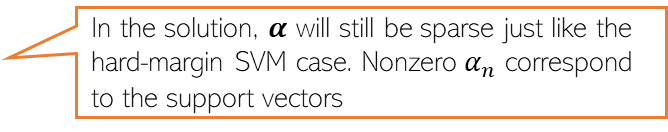 In the solution, 𝜶 will still be sparse just like the
hard-margin SVM case. Nonzero 𝛼ₙ correspond
to the support vectors